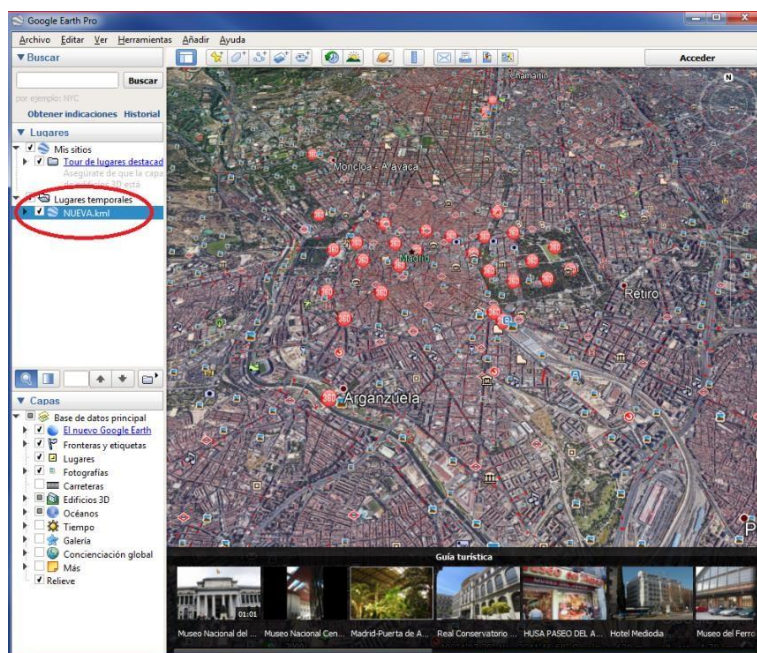 Google Earth Pro
Archivo Editar Ver Herramientas Añadir Ayuda
Buscar
Acceder
Buscar
por ejemplo: NYC
Obtener indicaciones Historial
Lugares
Mis sitios
Tour de lugares destacad
Asegúrate de que la capa
de edificios 3D está
Lugares temporales
NUEVA.kml
Capas
Base de datos principal
El nuevo Google Earth
Fronteras y etiquetas
Lugares
Fotografías
Carreteras
Edificios 3D
Océanos
Tiempo
Galería
Concienciación global
Más
Relieve
N
Chamartín
Moncloa - Aravaca
Madrid
Retiro
Arganzuela
P
Guía turística
01:01
Museo Nacional del ... Museo Nacional Cen... Madrid-Puerta de A... Real Conservatorio ... HUSA PASEO DEL A... Hotel Mediodia Museo del Ferro